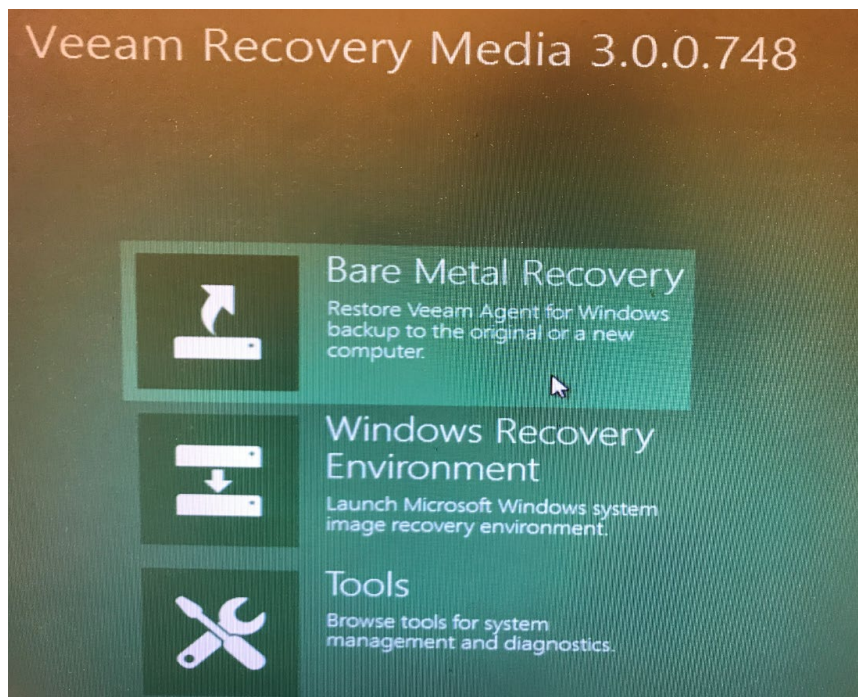 Veeam Recovery Media 3.0.0.748
Bare Metal Recovery
Restore Veeam Agent for Windows
backup to the original or a new
computer.
Windows Recovery
Environment
Launch Microsoft Windows system
image recovery environment.
Tools
Browse tools for system
management and diagnostics.